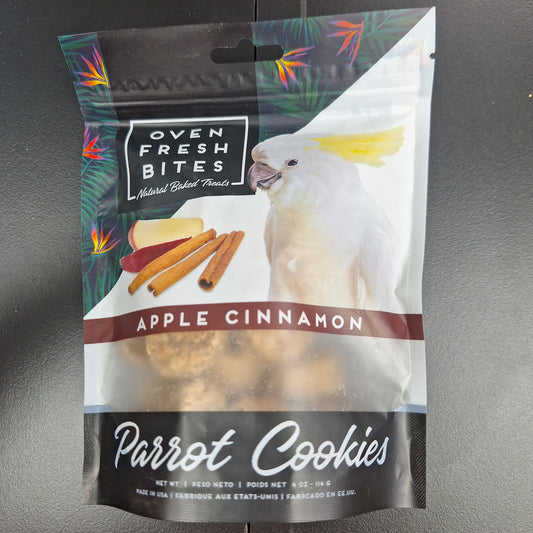 OVEN
FRESH
BITES
Natural Baked Treats
APPLE CINNAMON
Parrot Cookies
NET WT | PESO NETO | POIDS NET 4 OZ - 114 G
MADE IN USA | FABRIQUE AUX ETATS-UNIS | FABRCADO EN EE.UU.